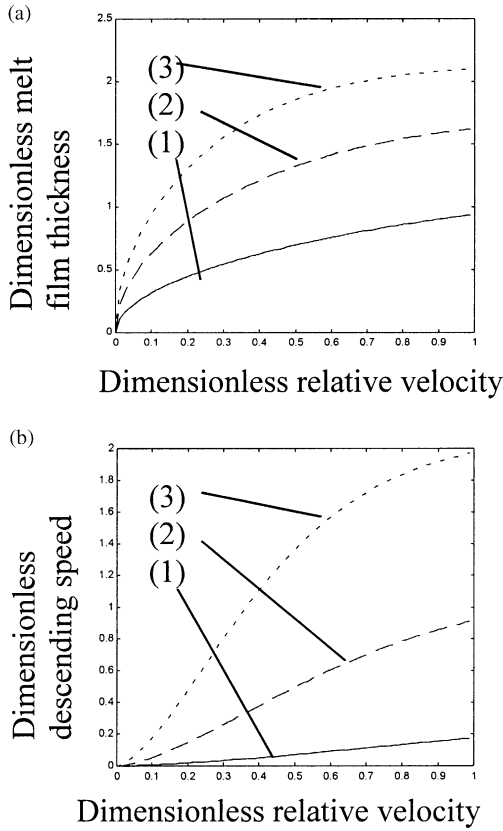 (a)
2.5
2
1.5
1
0.5
0
0 0.1 0.2 0.3 0.4 0.5 0.6 0.7 0.8 0.9 1
(3)
(2)
(1)
Dimensionless melt
film thickness
Dimensionless relative velocity
(b)
2
1.8
1.6
1.4
1.2
1
0.8
0.6
0.4
0.2
0
0 0.1 0.2 0.3 0.4 0.5 0.6 0.7 0.8 0.9 1
(3)
(2)
(1)
Dimensionless
descending speed
Dimensionless relative velocity